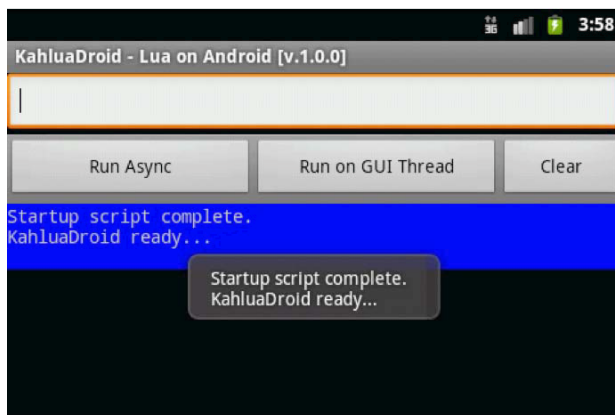 3G 3:58
KahluaDroid - Lua on Android [v.1.0.0]
Run Async Run on GUI Thread Clear
Startup script complete.
KahluaDroid ready...
Startup script complete.
KahluaDroid ready...